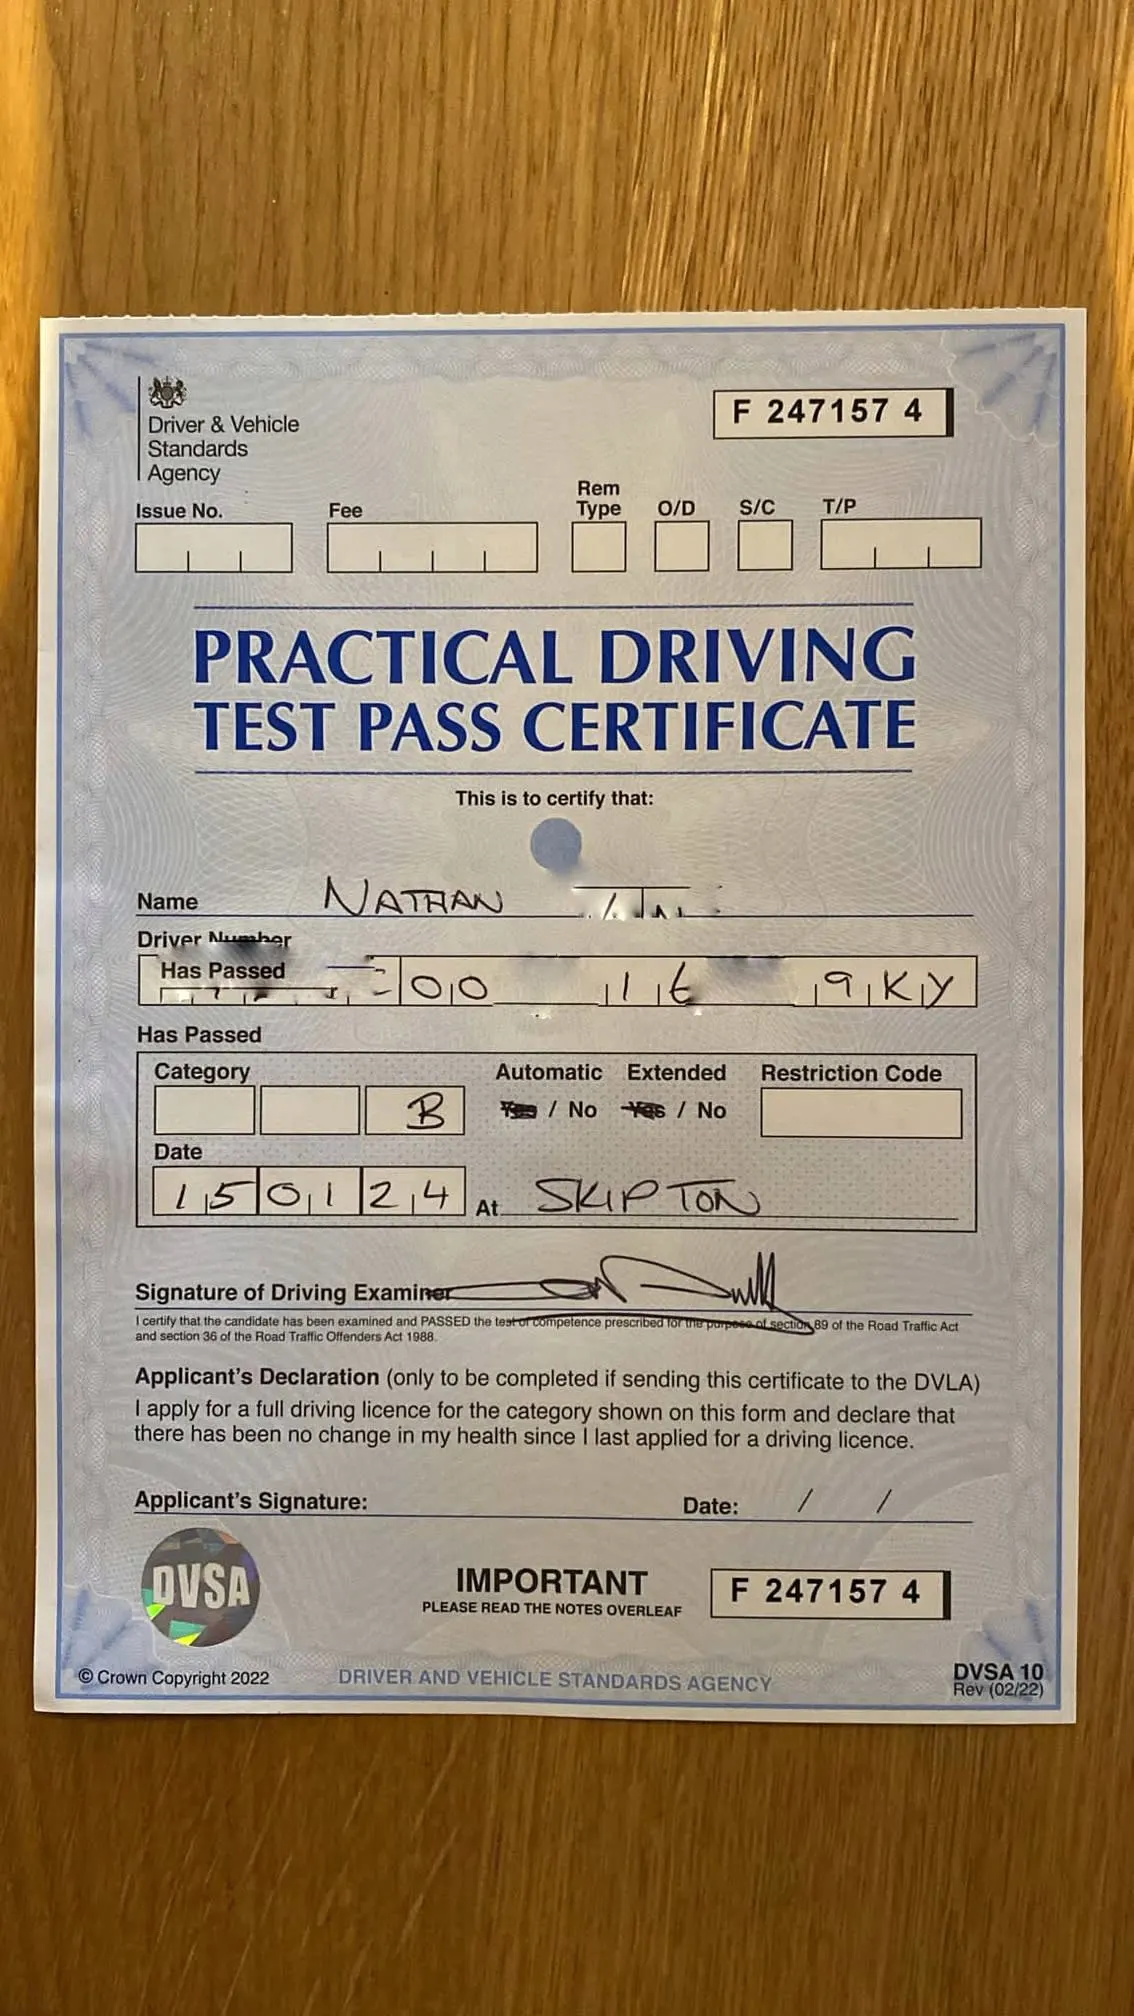 Driver & Vehicle
Standards
Agency
F 247157 4
Issue No. Fee Rem Type O/D S/C T/P
PRACTICAL DRIVING
TEST PASS CERTIFICATE
This is to certify that:
Name NATHAN
Driver Number
Has Passed 00 1 9KY
Has Passed
Category Automatic Extended Restriction Code
B Yes / No Yes / No
Date
150124 At SKIPTON
Signature of Driving Examiner
I certify that the candidate has been examined and PASSED the test of competence prescribed for the purpose of section 89 of the Road Traffic Act
and section 36 of the Road Traffic Offenders Act 1988.
Applicant's Declaration (only to be completed if sending this certificate to the DVLA)
I apply for a full driving licence for the category shown on this form and declare that
there has been no change in my health since I last applied for a driving licence.
Applicant's Signature: Date: / /
DVSA
IMPORTANT
PLEASE READ THE NOTES OVERLEAF
F 247157 4
© Crown Copyright 2022 DRIVER AND VEHICLE STANDARDS AGENCY DVSA 10
Rev (02/22)